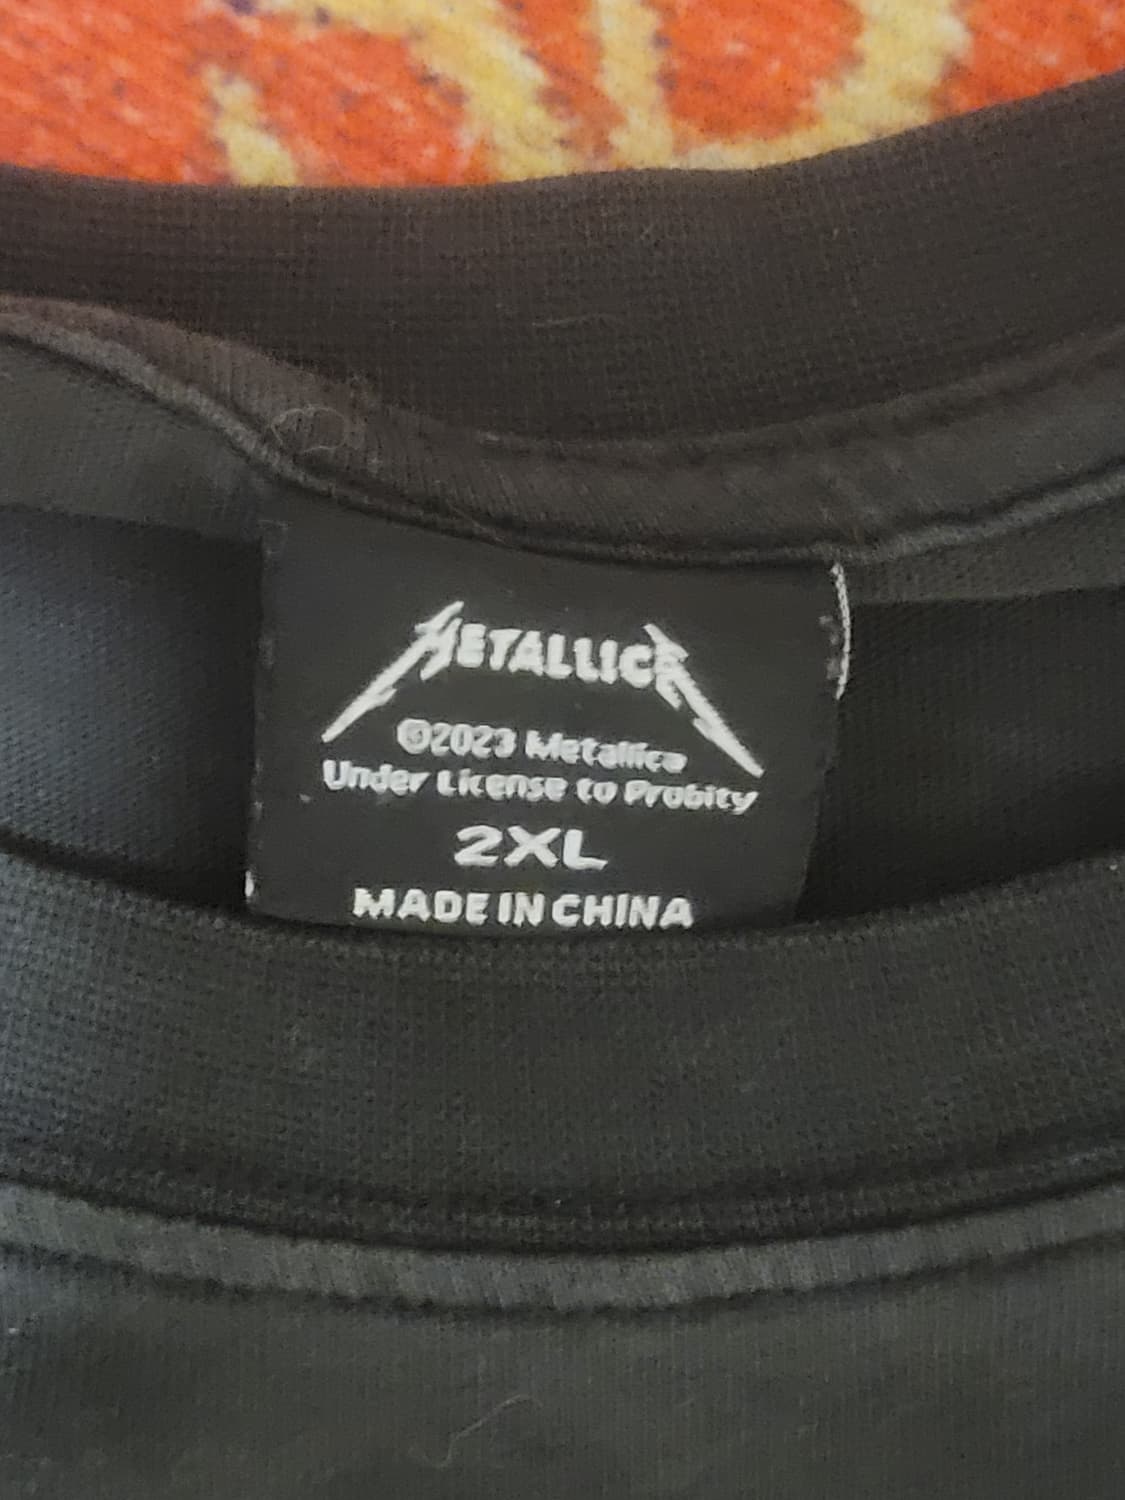 METALLICA
©2023 Metallica
Under License to Probity
2XL
MADE IN CHINA